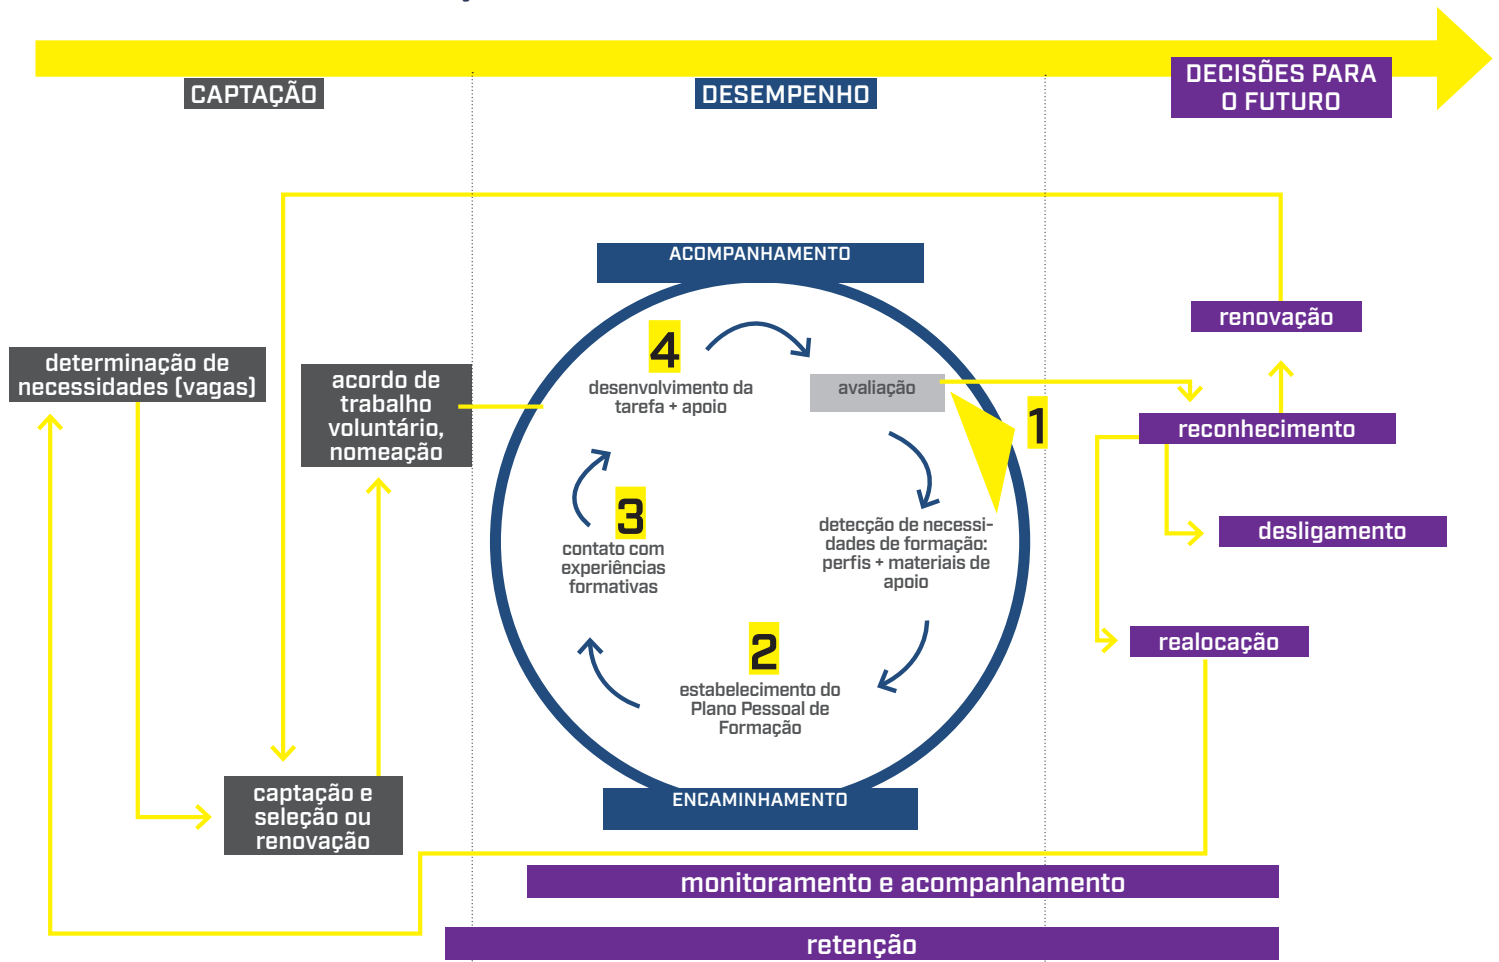 CAPTAÇÃO
DESEMPENHO
DECISÕES PARA
O FUTURO
ACOMPANHAMENTO
renovação
determinação de
necessidades (vagas)
acordo de
trabalho
voluntário,
nomeação
4
desenvolvimento da
tarefa + apoio
avaliação
1
reconhecimento
3
contato com
experiências
formativas
detecção de necessi-
dades de formação:
perfis + materiais de
apoio
desligamento
2
estabelecimento do
Plano Pessoal de
Formação
realocação
captação e
seleção ou
renovação
ENCAMINHAMENTO
monitoramento e acompanhamento
retenção